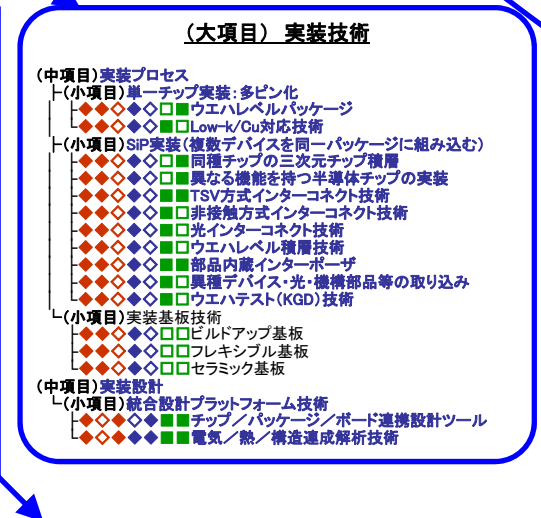 (大項目) 実装技術
(中項目)実装プロセス
├(小項目)単一チップ実装:多ピン化
│ ├◆◆◇◆◇□■ウエハレベルパッケージ
│ └◆◆◇◆◇■□Low-k/Cu対応技術
├(小項目)SiP実装(複数デバイスを同一パッケージに組み込む)
│ ├◆◆◇◆◇□■同種チップの三次元チップ積層
│ ├◆◆◇◆◇□■異なる機能を持つ半導体チップの実装
│ ├◆◆◇◆◇■■TSV方式インターコネクト技術
│ ├◆◆◇◆◇■□非接触方式インターコネクト技術
│ ├◆◆◇◆◇■□光インターコネクト技術
│ ├◆◆◇◆◇■□ウエハレベル積層技術
│ ├◆◆◇◆◇■■部品内蔵インターポーザ
│ ├◆◆◇◆◇■□異種デバイス・光・機構部品等の取り込み
│ └◆◆◇◆◇■□ウエハテスト(KGD)技術
└(小項目)実装基板技術
├◆◆◇◆◇□□ビルドアップ基板
├◆◆◇◆◇□□フレキシブル基板
└◆◆◇◆◇□□セラミック基板
(中項目)実装設計
└(小項目)統合設計プラットフォーム技術
├◆◇◆◇◆■■チップ/パッケージ/ボード連携設計ツール
└◆◇◆◆◆■■電気/熱/構造連成解析技術